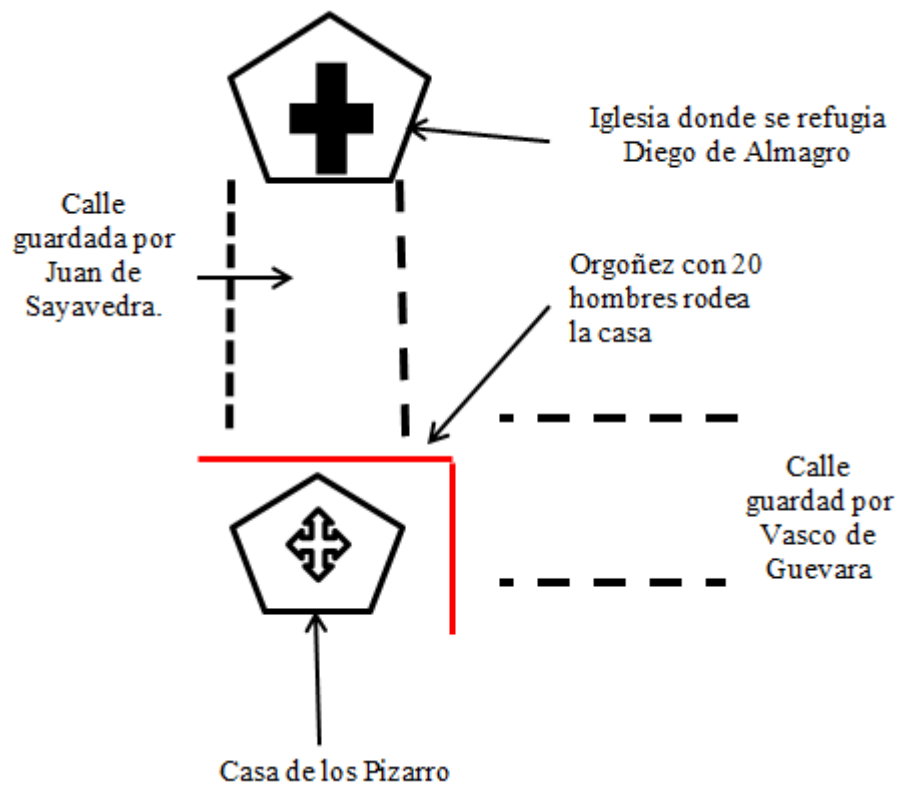 Iglesia donde se refugia
Diego de Almagro
Calle
guardada por
Juan de
Sayavedra.
Orgoñez con 20
hombres rodea
la casa
Calle
guardad por
Vasco de
Guevara
Casa de los Pizarro